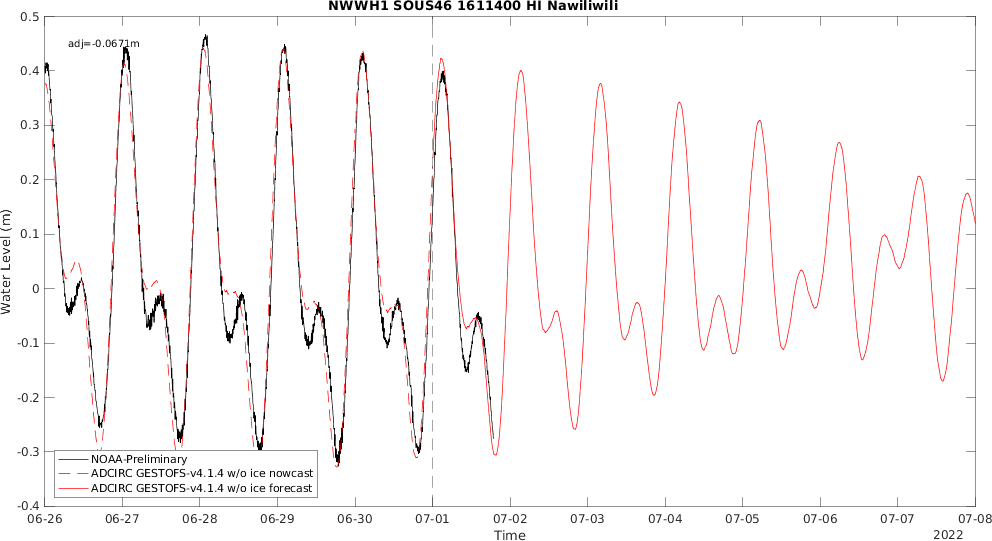 NWWH1 SOUS46 1611400 HI Nawiliwili
adj=-0.0671m
0.5
0.4
0.3
0.2
0.1
0
-0.1
-0.2
-0.3
-0.4
Water Level (m)
NOAA-Preliminary
ADCIRC GESTOFS-v4.1.4 w/o ice nowcast
ADCIRC GESTOFS-v4.1.4 w/o ice forecast
06-26 06-27 06-28 06-29 06-30 07-01 07-02 07-03 07-04 07-05 07-06 07-07 07-08
Time
2022